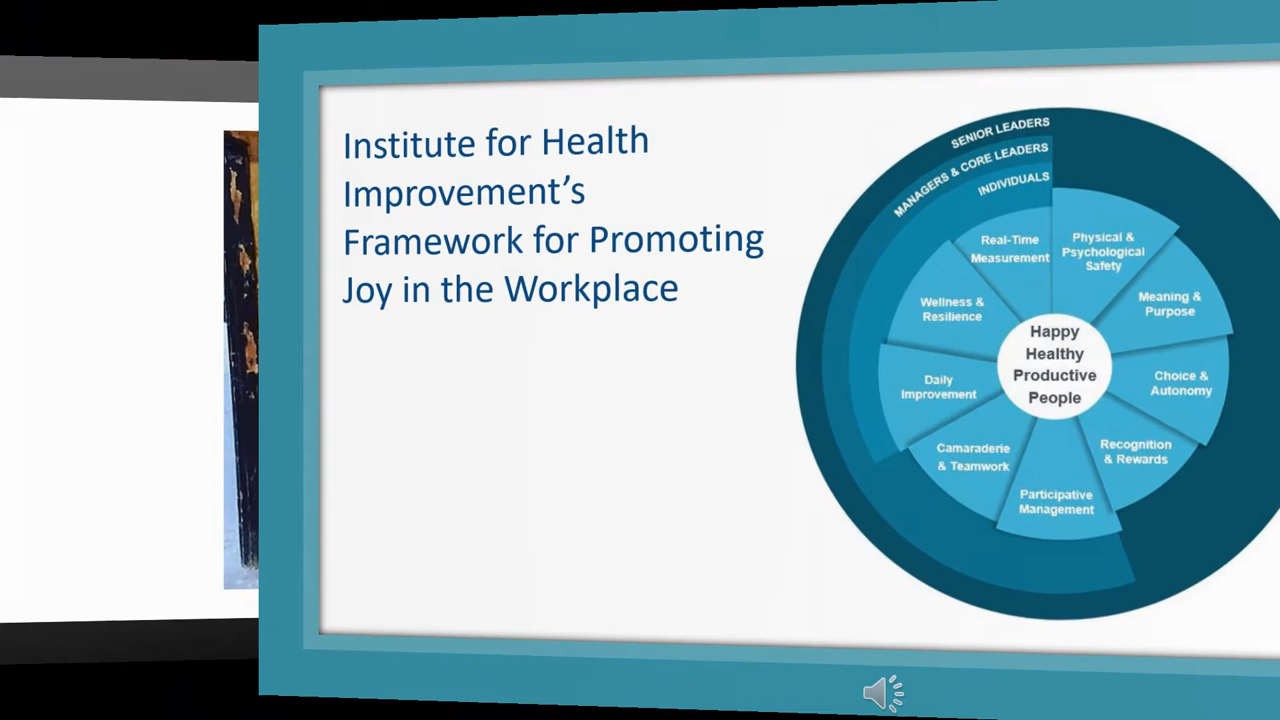 Institute for Health
Improvement’s
Framework for Promoting
Joy in the Workplace
SENIOR LEADERS
MANAGERS & CORE LEADERS
INDIVIDUALS
Real-Time
Measurement
Physical &
Psychological
Safety
Wellness &
Resilience
Meaning &
Purpose
Happy
Healthy
Productive
People
Daily
Improvement
Choice &
Autonomy
Camaraderie
& Teamwork
Recognition
& Rewards
Participative
Management